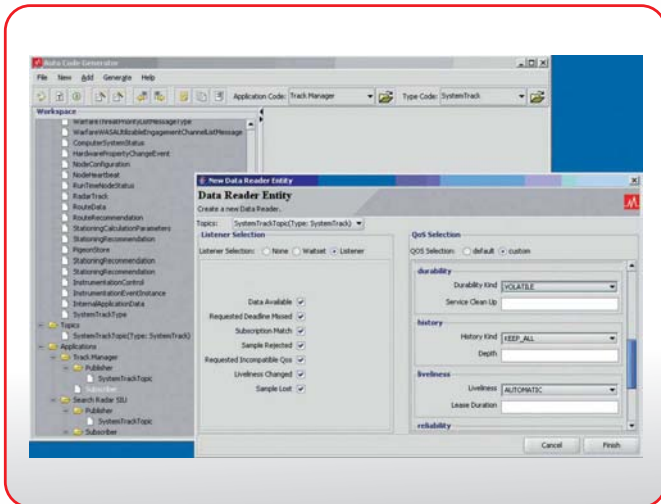 Auto Code Generator
File New Add Generate Help
Application Code: Track Manager Type Code: SystemTrack
Workspace
WarfareThreatPriorityListMessageType
WarfareWASALUtilizableEngagementChannelListMessage
ComputerSystemStatus
HardwarePropertyChangeEvent
NodeConfiguration
NodeHeartbeat
RunTimeNodeStatus
RadarTrack
RouteData
RouteRecommendation
StationingCalculationParameters
StationingRecommendation
PigeonStore
StationingRecommendation
StationingRecommendation
InstrumentationControl
InstrumentationEventInstance
InternalApplicationData
SystemTrackType
Topics
SystemTrackTopic(Type: SystemTrack)
Applications
Track Manager
Publisher
SystemTrackTopic
Subscriber
Search Radar SIU
Publisher
SystemTrackTopic
Subscriber
New Data Reader Entity
Data Reader Entity
Create a new Data Reader.
Topics: SystemTrackTopic(Type: SystemTrack)
Listener Selection
Listener Selection: None Waitset Listener
Data Available
Requested Deadline Missed
Subscription Match
Sample Rejected
Requested Incompatible Qos
Liveliness Changed
Sample Lost
QoS Selection
QOS Selection: default custom
durability
Durability Kind VOLATILE
Service Clean Up
history
History Kind KEEP_ALL
Depth
liveliness
Liveliness AUTOMATIC
Lease Duration
reliability
Cancel Finish